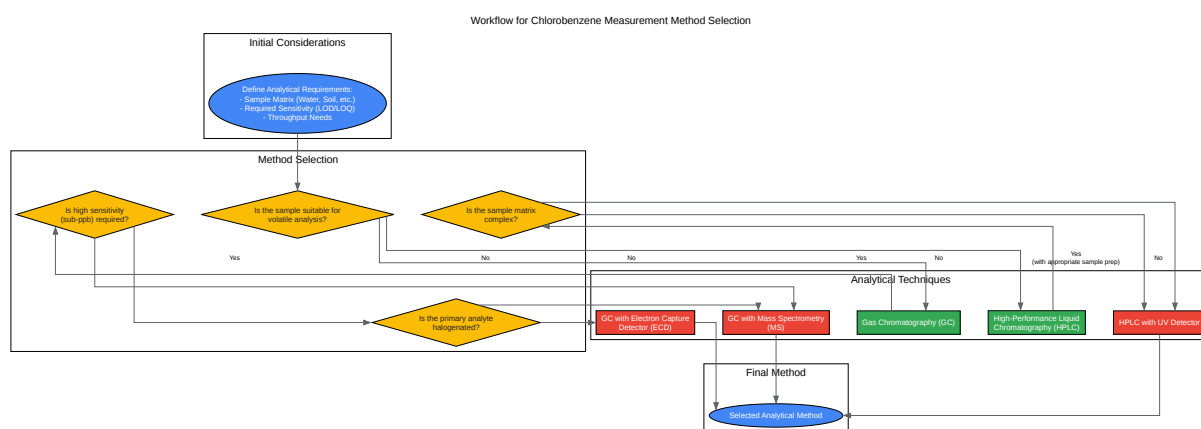 Workflow for Chlorobenzene Measurement Method Selection
Initial Considerations
Define Analytical Requirements:
- Sample Matrix (Water, Soil, etc.)
- Required Sensitivity (LOD/LOQ)
- Throughput Needs
Method Selection
Is high sensitivity
(sub-ppb) required?
Is the sample suitable for
volatile analysis?
Is the sample matrix
complex?
Yes
No
No
Yes
No
Yes
(with appropriate sample prep)
No
Analytical Techniques
Is the primary analyte
halogenated?
GC with Electron Capture
Detector (ECD)
GC with Mass Spectrometry
(MS)
Gas Chromatography (GC)
High-Performance Liquid
Chromatography (HPLC)
HPLC with UV Detector
Final Method
Selected Analytical Method